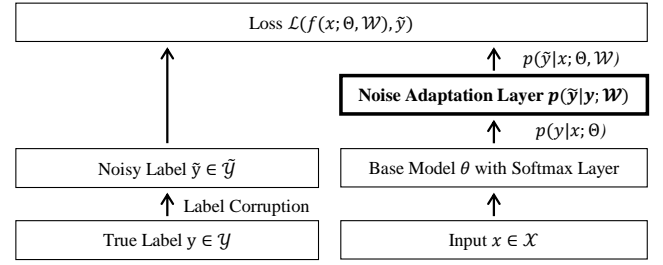 Loss ℒ(f(x; Θ, 𝒲), ỹ)
p(ỹ|x; Θ, 𝒲)
Noise Adaptation Layer p(ỹ|y; 𝒲)
p(y|x; Θ)
Noisy Label ỹ ∈ 𝒴̃
Base Model θ with Softmax Layer
Label Corruption
True Label y ∈ 𝒴
Input x ∈ 𝒳